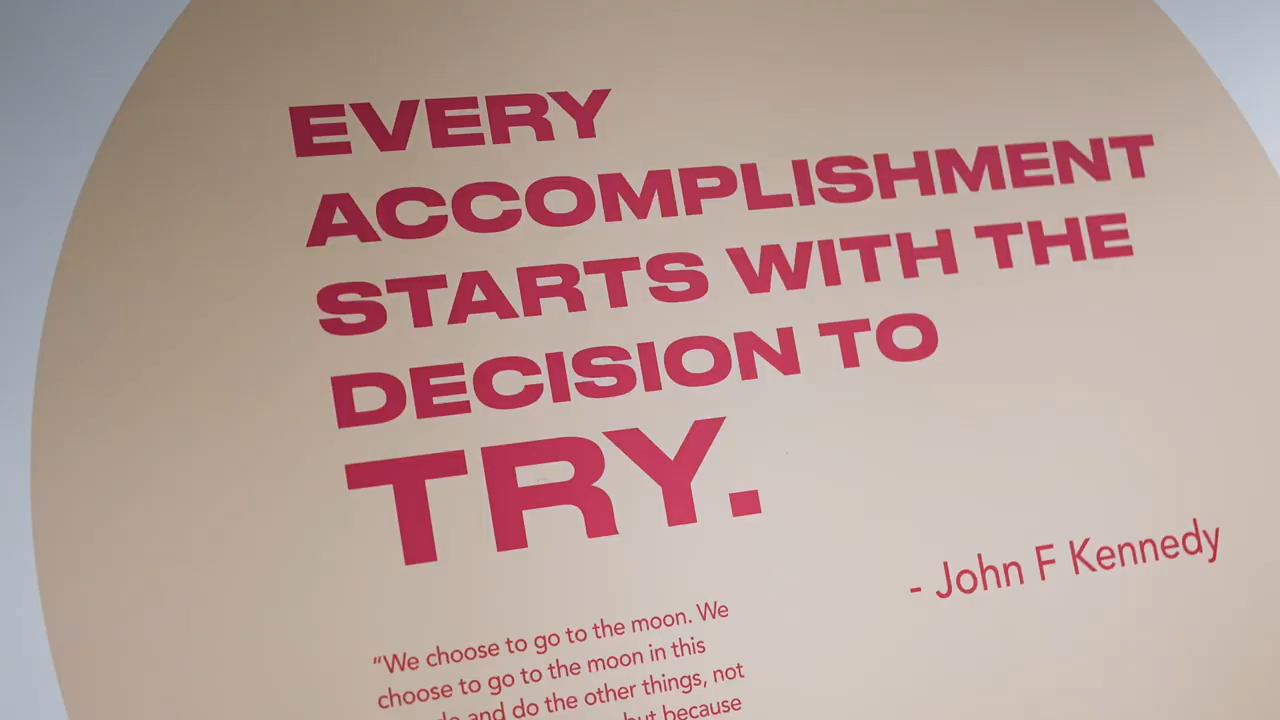 EVERY
ACCOMPLISHMENT
STARTS WITH THE
DECISION TO
TRY.
- John F Kennedy
“We choose to go to the moon. We
choose to go to the moon in this
and do the other things, not
but because